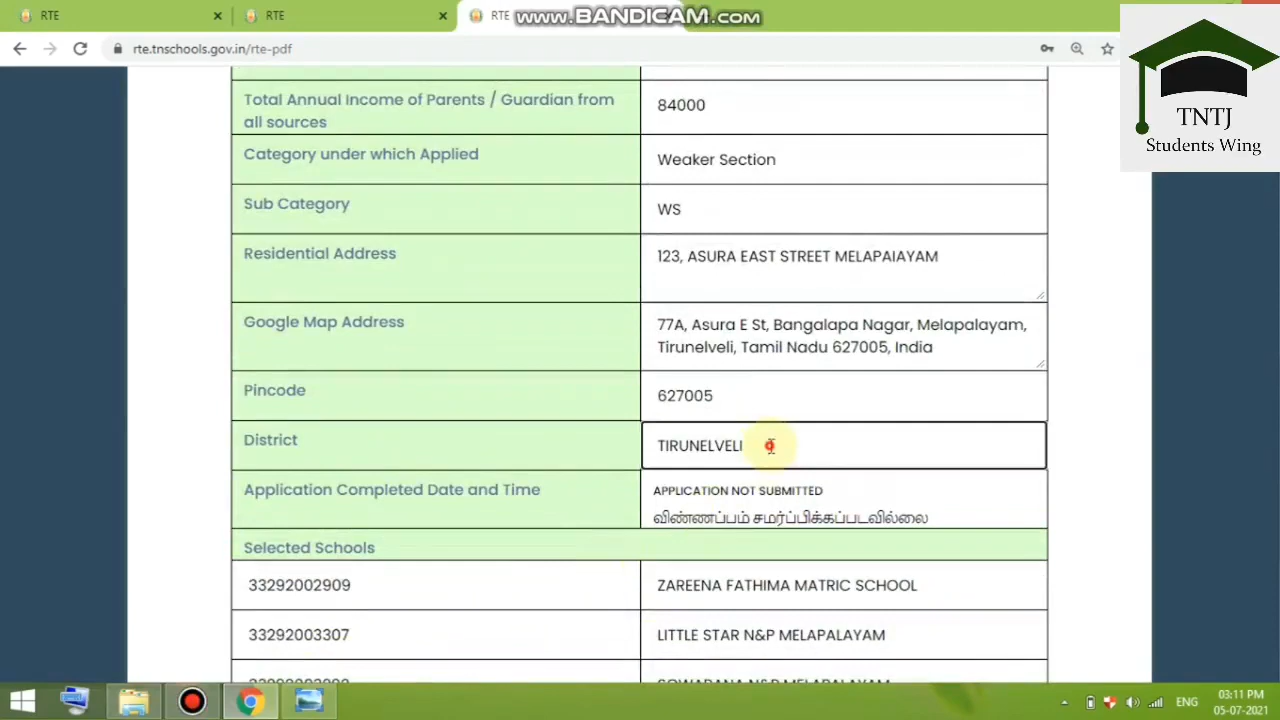 RTE
RTE
RTE
www.BANDICAM.com
rte.tnschools.gov.in/rte-pdf
TNTJ
Students Wing
Total Annual Income of Parents / Guardian from
all sources
84000
Category under which Applied
Weaker Section
Sub Category
WS
Residential Address
123, ASURA EAST STREET MELAPAIAYAM
Google Map Address
77A, Asura E St, Bangalapa Nagar, Melapalayam,
Tirunelveli, Tamil Nadu 627005, India
Pincode
627005
District
TIRUNELVELI
Application Completed Date and Time
APPLICATION NOT SUBMITTED
விண்ணப்பம் சமர்ப்பிக்கப்படவில்லை
Selected Schools
33292002909
ZAREENA FATHIMA MATRIC SCHOOL
33292003307
LITTLE STAR N&P MELAPALAYAM
ENG
03:11 PM
05-07-2021